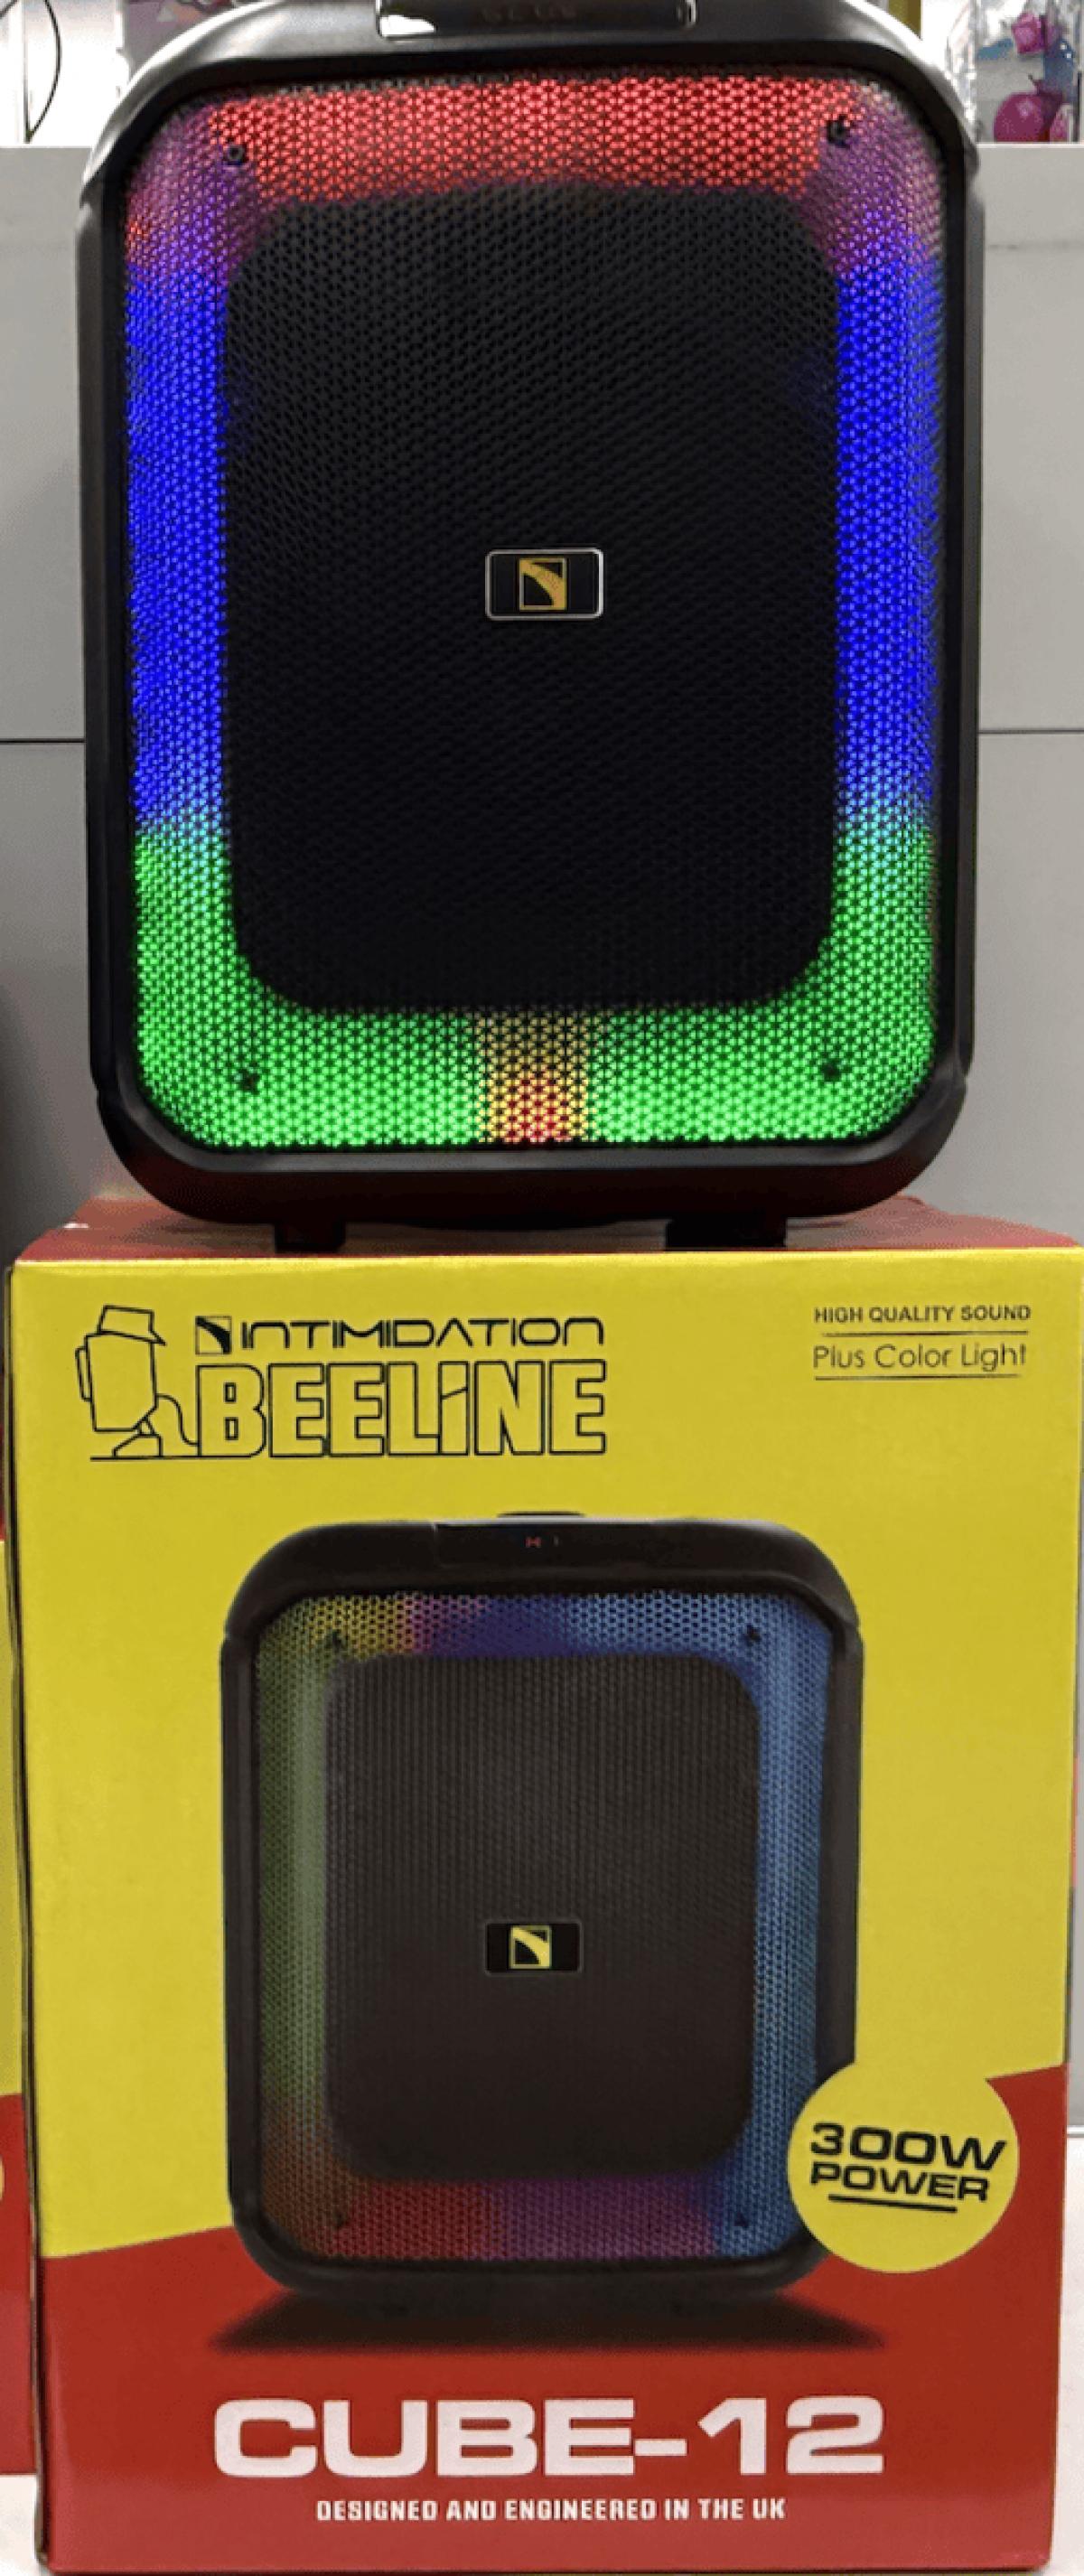 INTIMIDATION
BEELINE
HIGH QUALITY SOUND
Plus Color Light
300W
POWER
CUBE-12
DESIGNED AND ENGINEERED IN THE UK